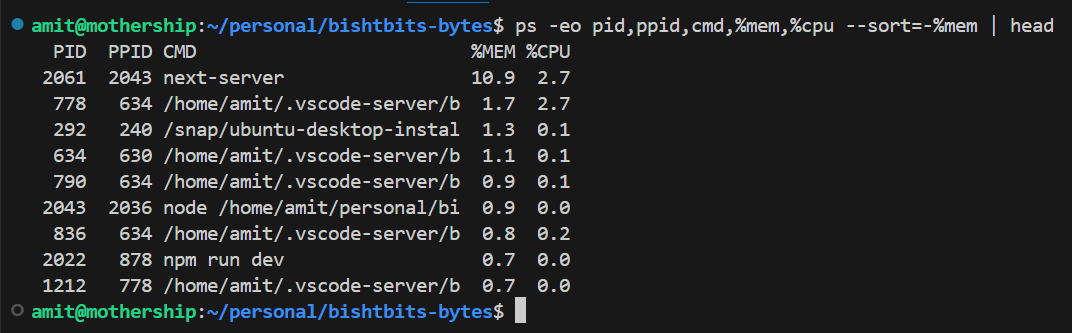 amit@mothership:~/personal/bishtbits-bytes$ ps -eo pid,ppid,cmd,%mem,%cpu --sort=-%mem | head
PID PPID CMD %MEM %CPU
2061 2043 next-server 10.9 2.7
778 634 /home/amit/.vscode-server/b 1.7 2.7
292 240 /snap/ubuntu-desktop-instal 1.3 0.1
634 630 /home/amit/.vscode-server/b 1.1 0.1
790 634 /home/amit/.vscode-server/b 0.9 0.1
2043 2036 node /home/amit/personal/bi 0.9 0.0
836 634 /home/amit/.vscode-server/b 0.8 0.2
2022 878 npm run dev 0.7 0.0
1212 778 /home/amit/.vscode-server/b 0.7 0.0
amit@mothership:~/personal/bishtbits-bytes$